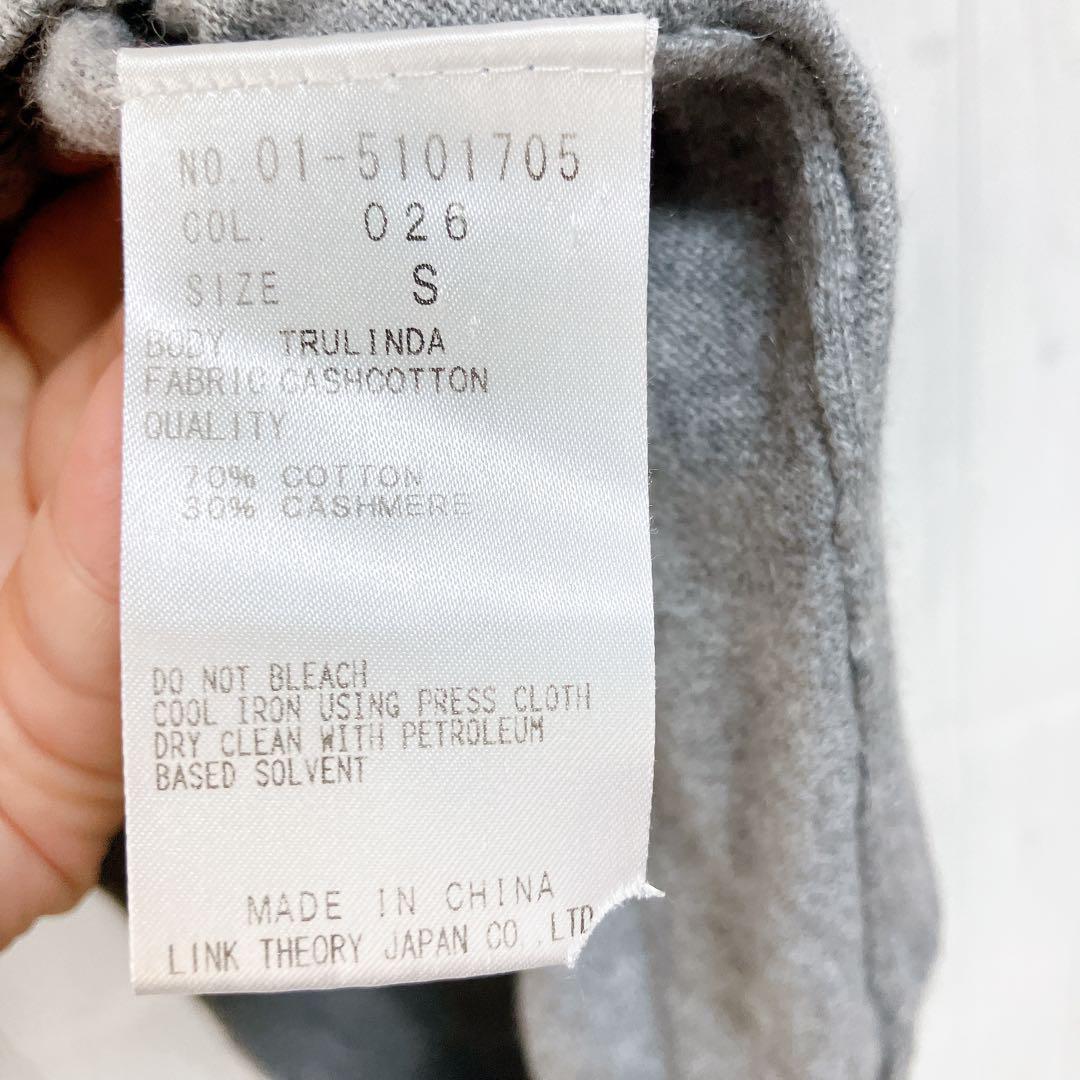 NO. 01-5101705
COL. 026
SIZE S
BODY TRULINDA
FABRIC CASHCOTTON
QUALITY
70% COTTON
30% CASHMERE
DO NOT BLEACH
COOL IRON USING PRESS CLOTH
DRY CLEAN WITH PETROLEUM
BASED SOLVENT
MADE IN CHINA
LINK THEORY JAPAN CO.,LTD